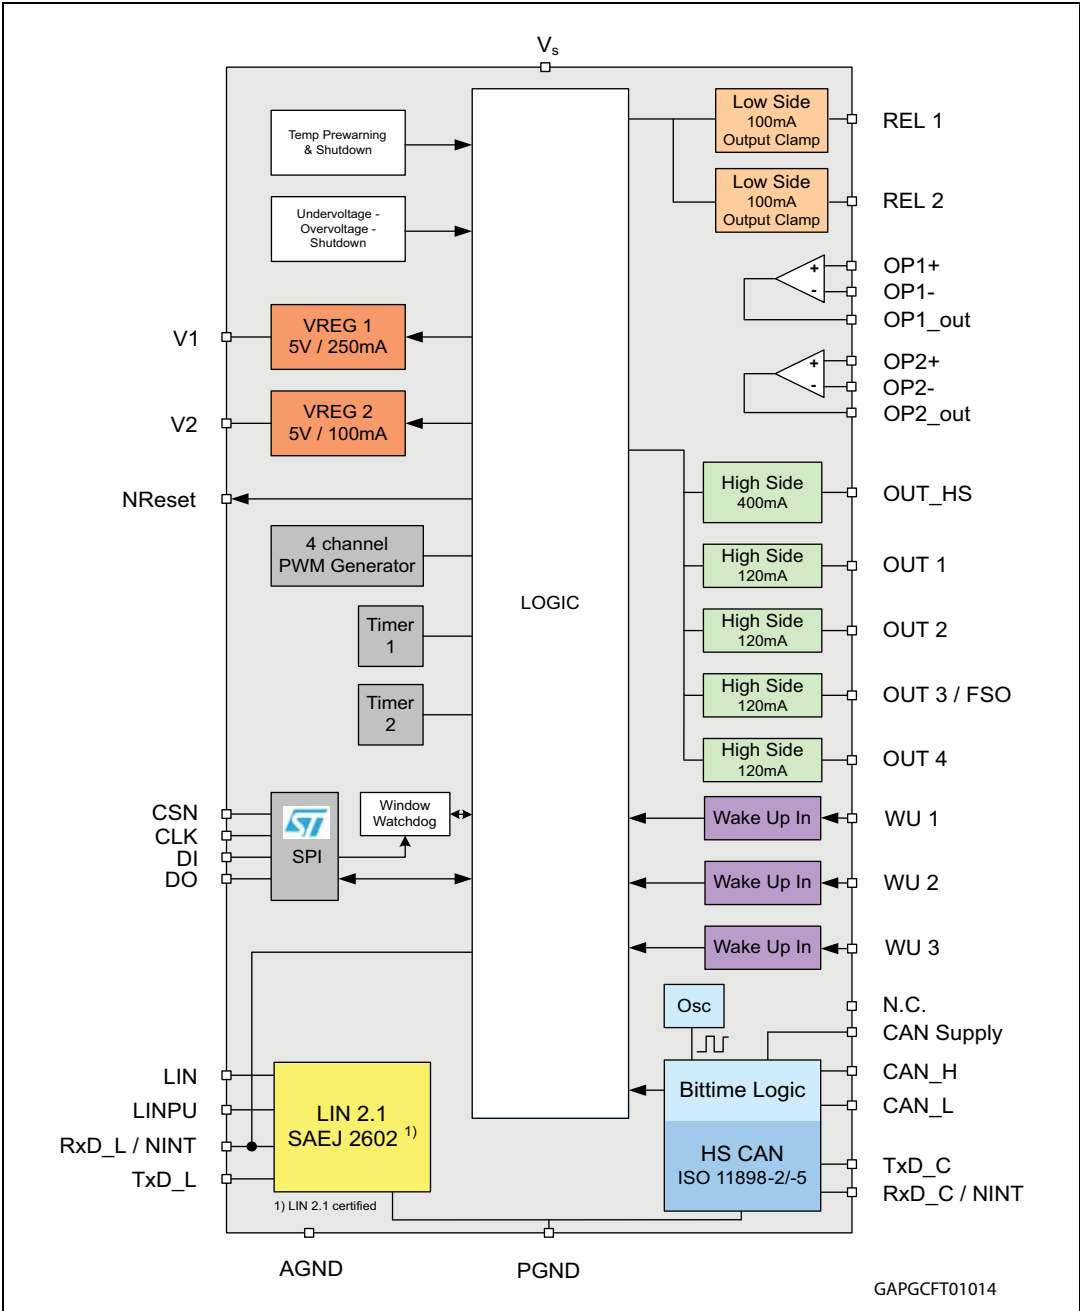 Vs
Temp Prewarning
& Shutdown
Undervoltage -
Overvoltage -
Shutdown
V1
VREG 1
5V / 250mA
V2
VREG 2
5V / 100mA
NReset
4 channel
PWM Generator
Timer
1
Timer
2
CSN
CLK
DI
DO
ST
SPI
Window
Watchdog
LIN
LINPU
RxD_L / NINT
TxD_L
LIN 2.1
SAEJ 2602 1)
1) LIN 2.1 certified
AGND
PGND
LOGIC
Low Side
100mA
Output Clamp
REL 1
Low Side
100mA
Output Clamp
REL 2
+
-
OP1+
OP1-
OP1_out
+
-
OP2+
OP2-
OP2_out
High Side
400mA
OUT_HS
High Side
120mA
OUT 1
High Side
120mA
OUT 2
High Side
120mA
OUT 3 / FSO
High Side
120mA
OUT 4
Wake Up In
WU 1
Wake Up In
WU 2
Wake Up In
WU 3
N.C.
Osc
CAN Supply
Bittime Logic
CAN_H
CAN_L
HS CAN
ISO 11898-2/-5
TxD_C
RxD_C / NINT
GAPGCFT01014